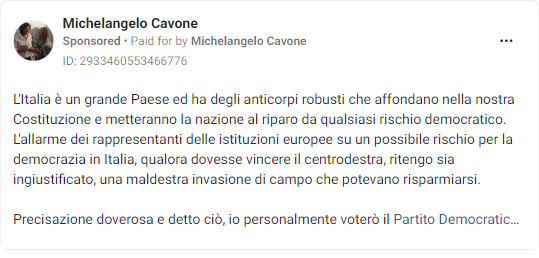 Michelangelo Cavone
Sponsored • Paid for by Michelangelo Cavone
ID: 2933460553466776
L'Italia è un grande Paese ed ha degli anticorpi robusti che affondano nella nostra
Costituzione e metteranno la nazione al riparo da qualsiasi rischio democratico.
L'allarme dei rappresentanti delle istituzioni europee su un possibile rischio per la
democrazia in Italia, qualora dovesse vincere il centrodestra, ritengo sia
ingiustificato, una maldestra invasione di campo che potevano risparmiarsi.
Precisazione doverosa e detto ciò, io personalmente voterò il Partito Democratic...